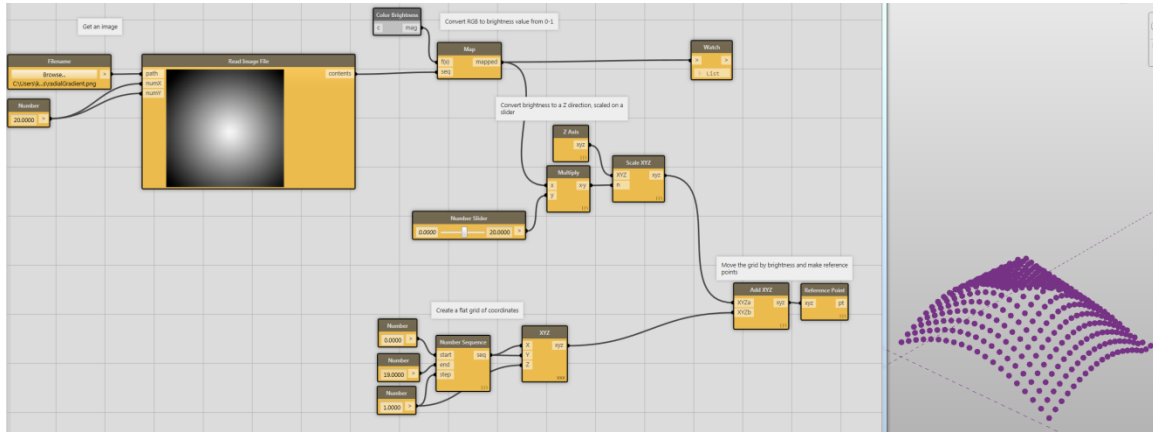 Get an image
Color Brightness
c mag
Convert RGB to brightness value from 0-1
Filename
Browse...
>
C:\Users\k...s\radialGradient.png
Number
20.0000 >
Read Image File
path
numX
numY
contents
Map
f(x) mapped
seq
Watch
> >
List
Convert brightness to a Z direction, scaled on a
slider
Z Axis
xyz
Multiply
x x·y
y
Scale XYZ
XYZ xyz
n
Number Slider
0.0000 20.0000 >
Move the grid by brightness and make reference
points
Add XYZ
XYZa xyz
XYZb
Reference Point
xyz pt
Create a flat grid of coordinates
Number
0.0000 >
Number
19.0000 >
Number
1.0000 >
Number Sequence
start seq
end
step
XYZ
X xyz
Y
Z